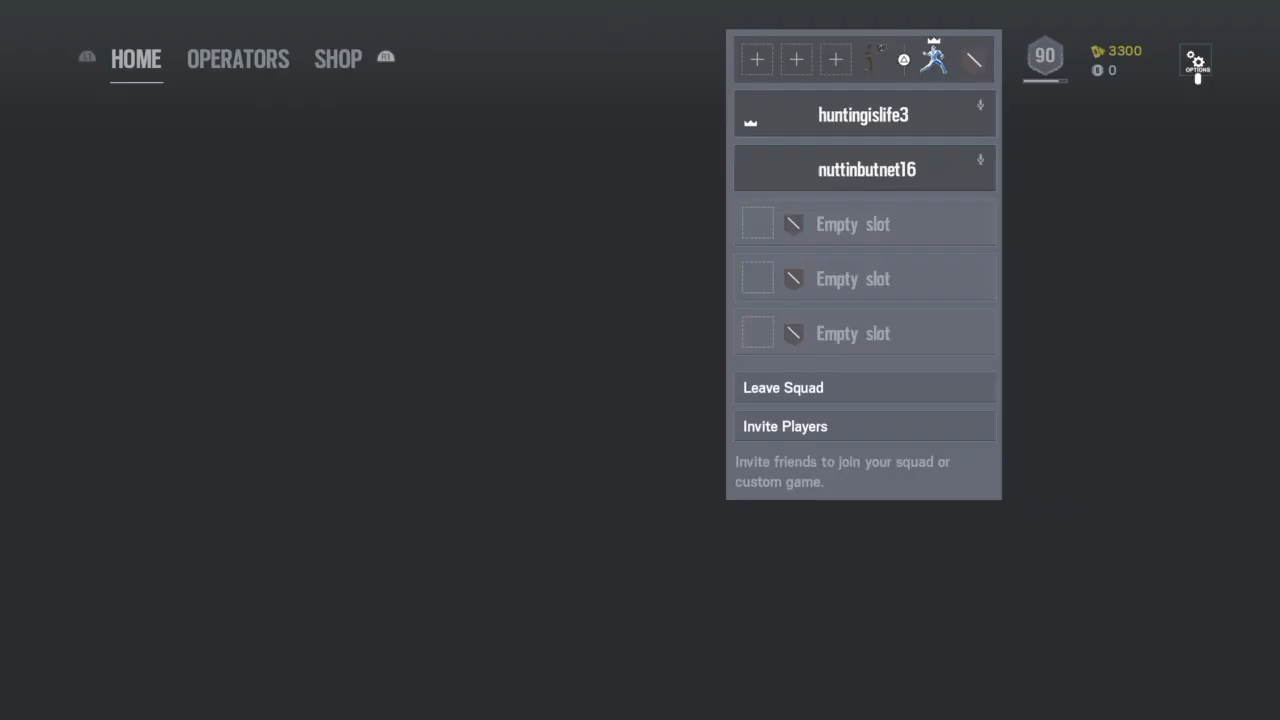 HOME OPERATORS SHOP R1
90
3300
0
OPTIONS
huntingislife3
nuttinbutnet16
Empty slot
Empty slot
Empty slot
Leave Squad
Invite Players
Invite friends to join your squad or
custom game.